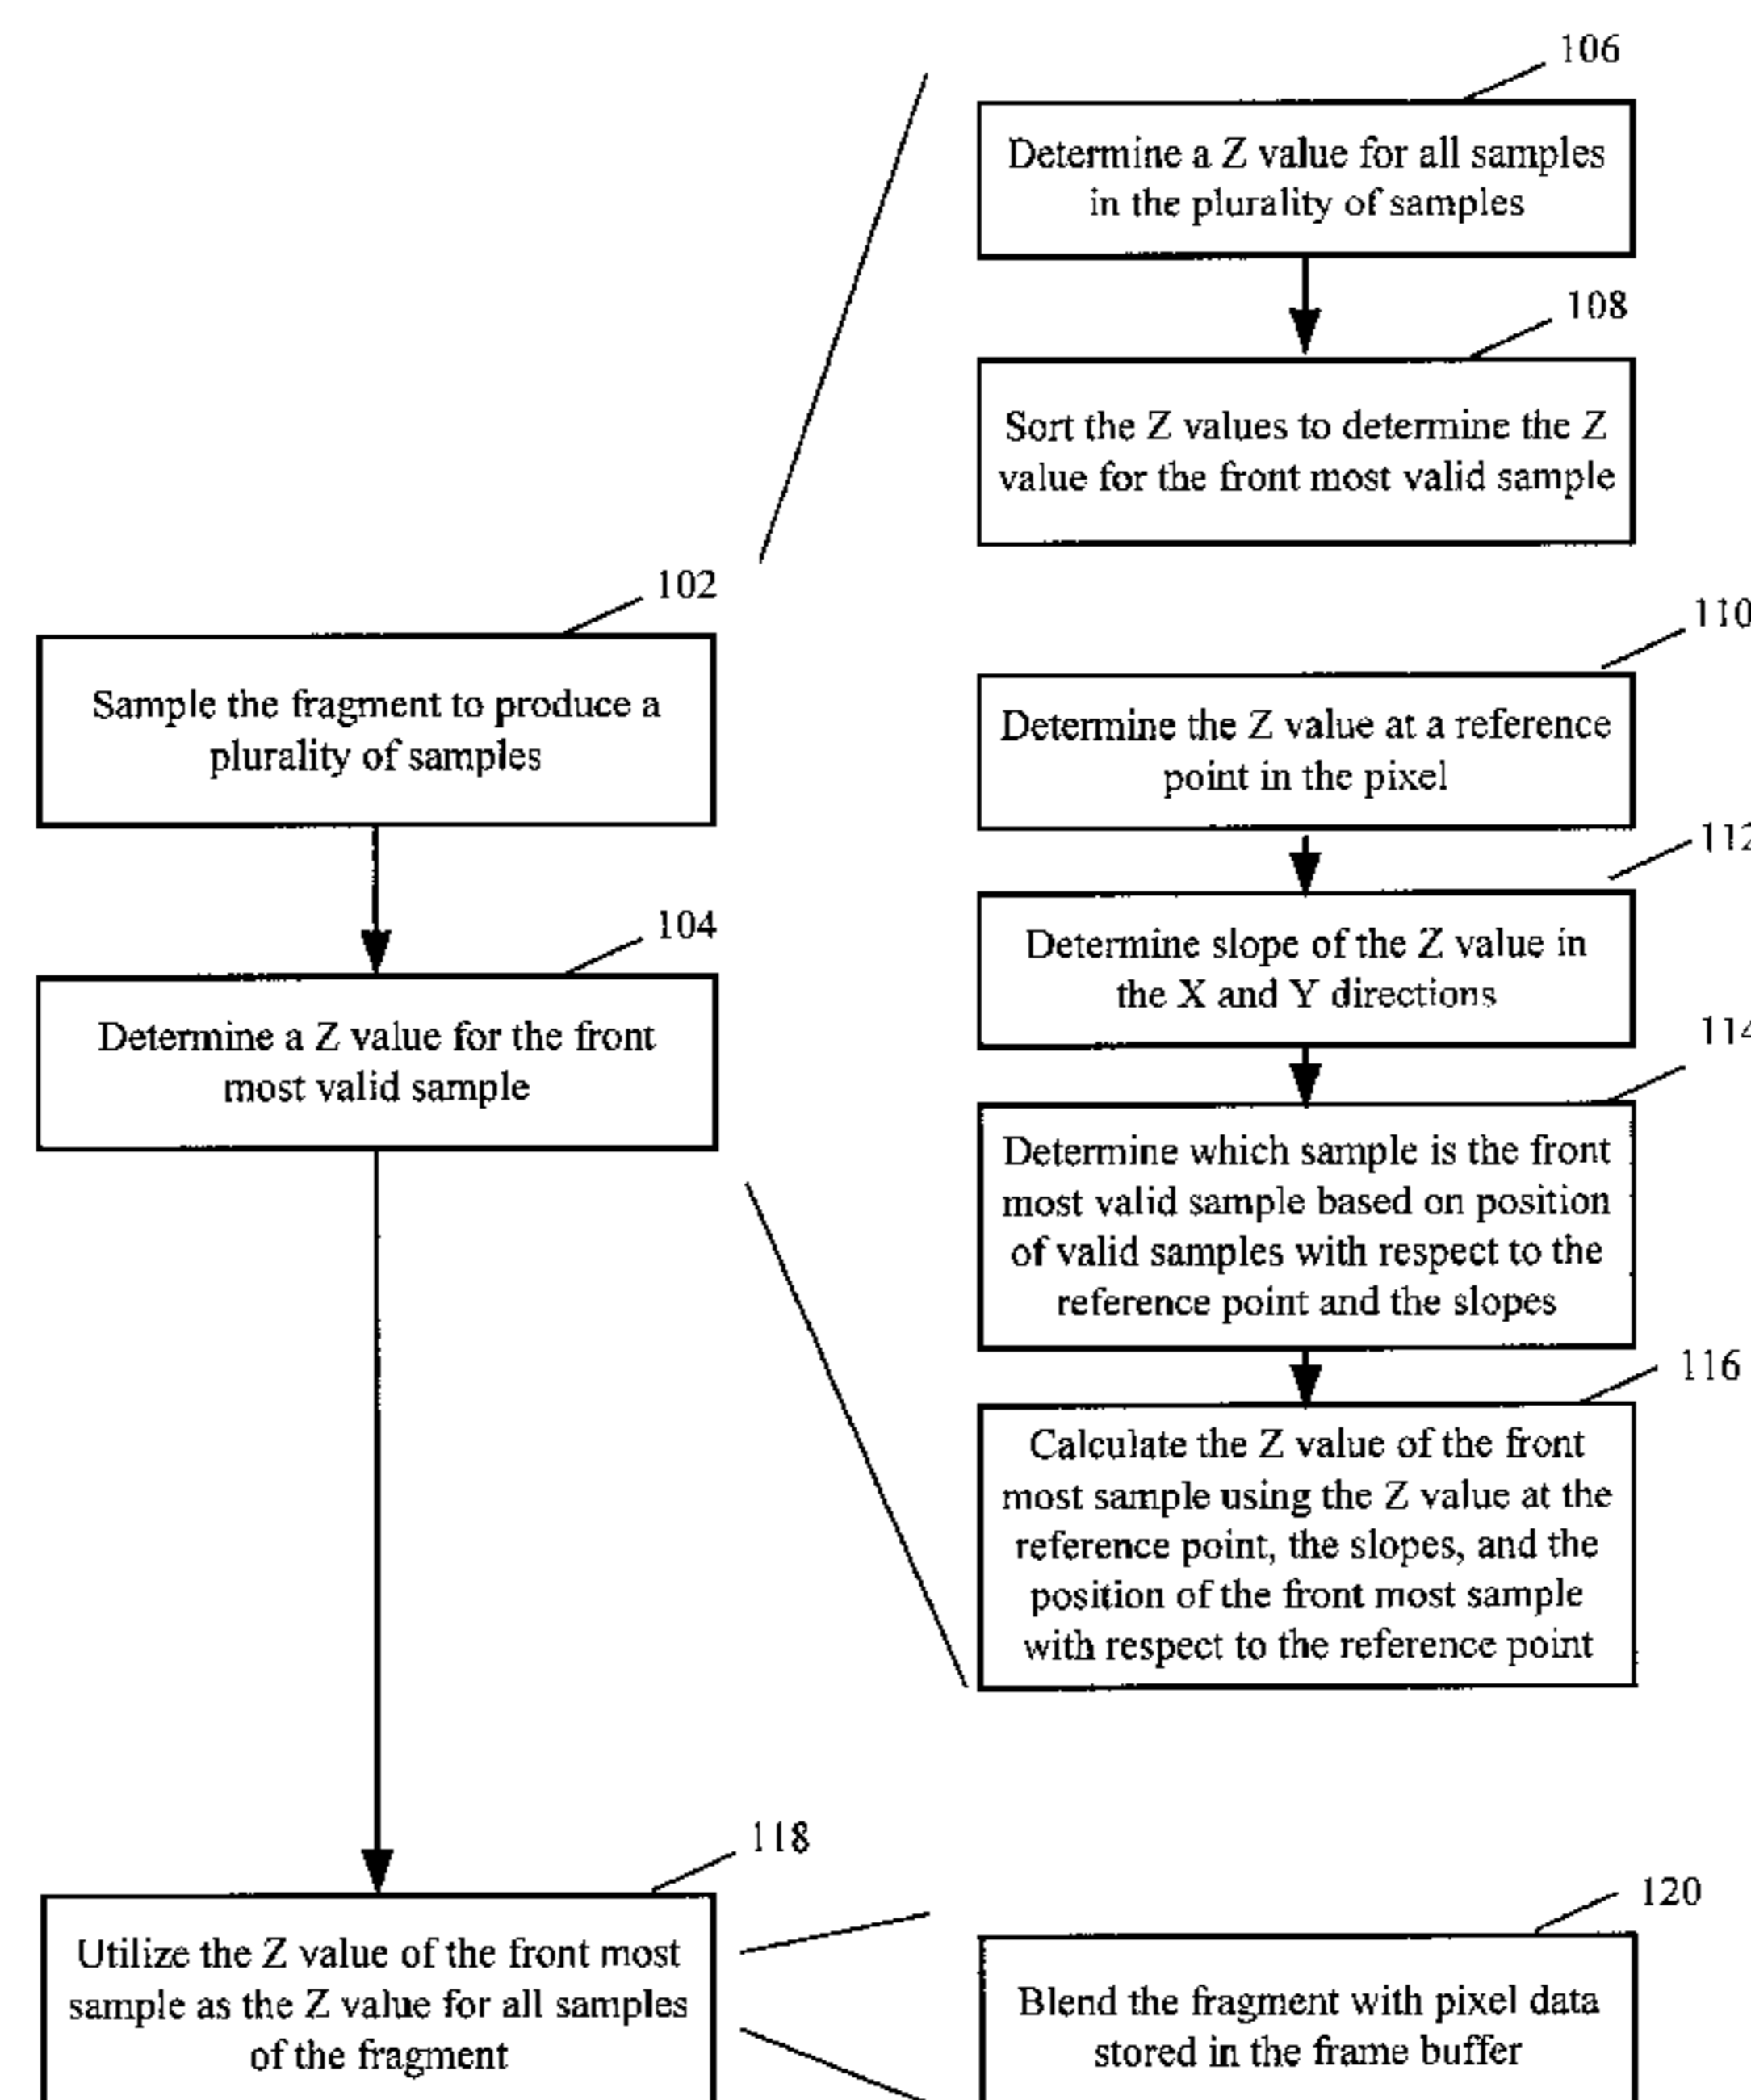 106
Determine a Z value for all samples
in the plurality of samples
108
Sort the Z values to determine the Z
value for the front most valid sample
102
Sample the fragment to produce a
plurality of samples
104
Determine a Z value for the front
most valid sample
110
Determine the Z value at a reference
point in the pixel
112
Determine slope of the Z value in
the X and Y directions
114
Determine which sample is the front
most valid sample based on position
of valid samples with respect to the
reference point and the slopes
116
Calculate the Z value of the front
most sample using the Z value at the
reference point, the slopes, and the
position of the front most sample
with respect to the reference point
118
Utilize the Z value of the front most
sample as the Z value for all samples
of the fragment
120
Blend the fragment with pixel data
stored in the frame buffer